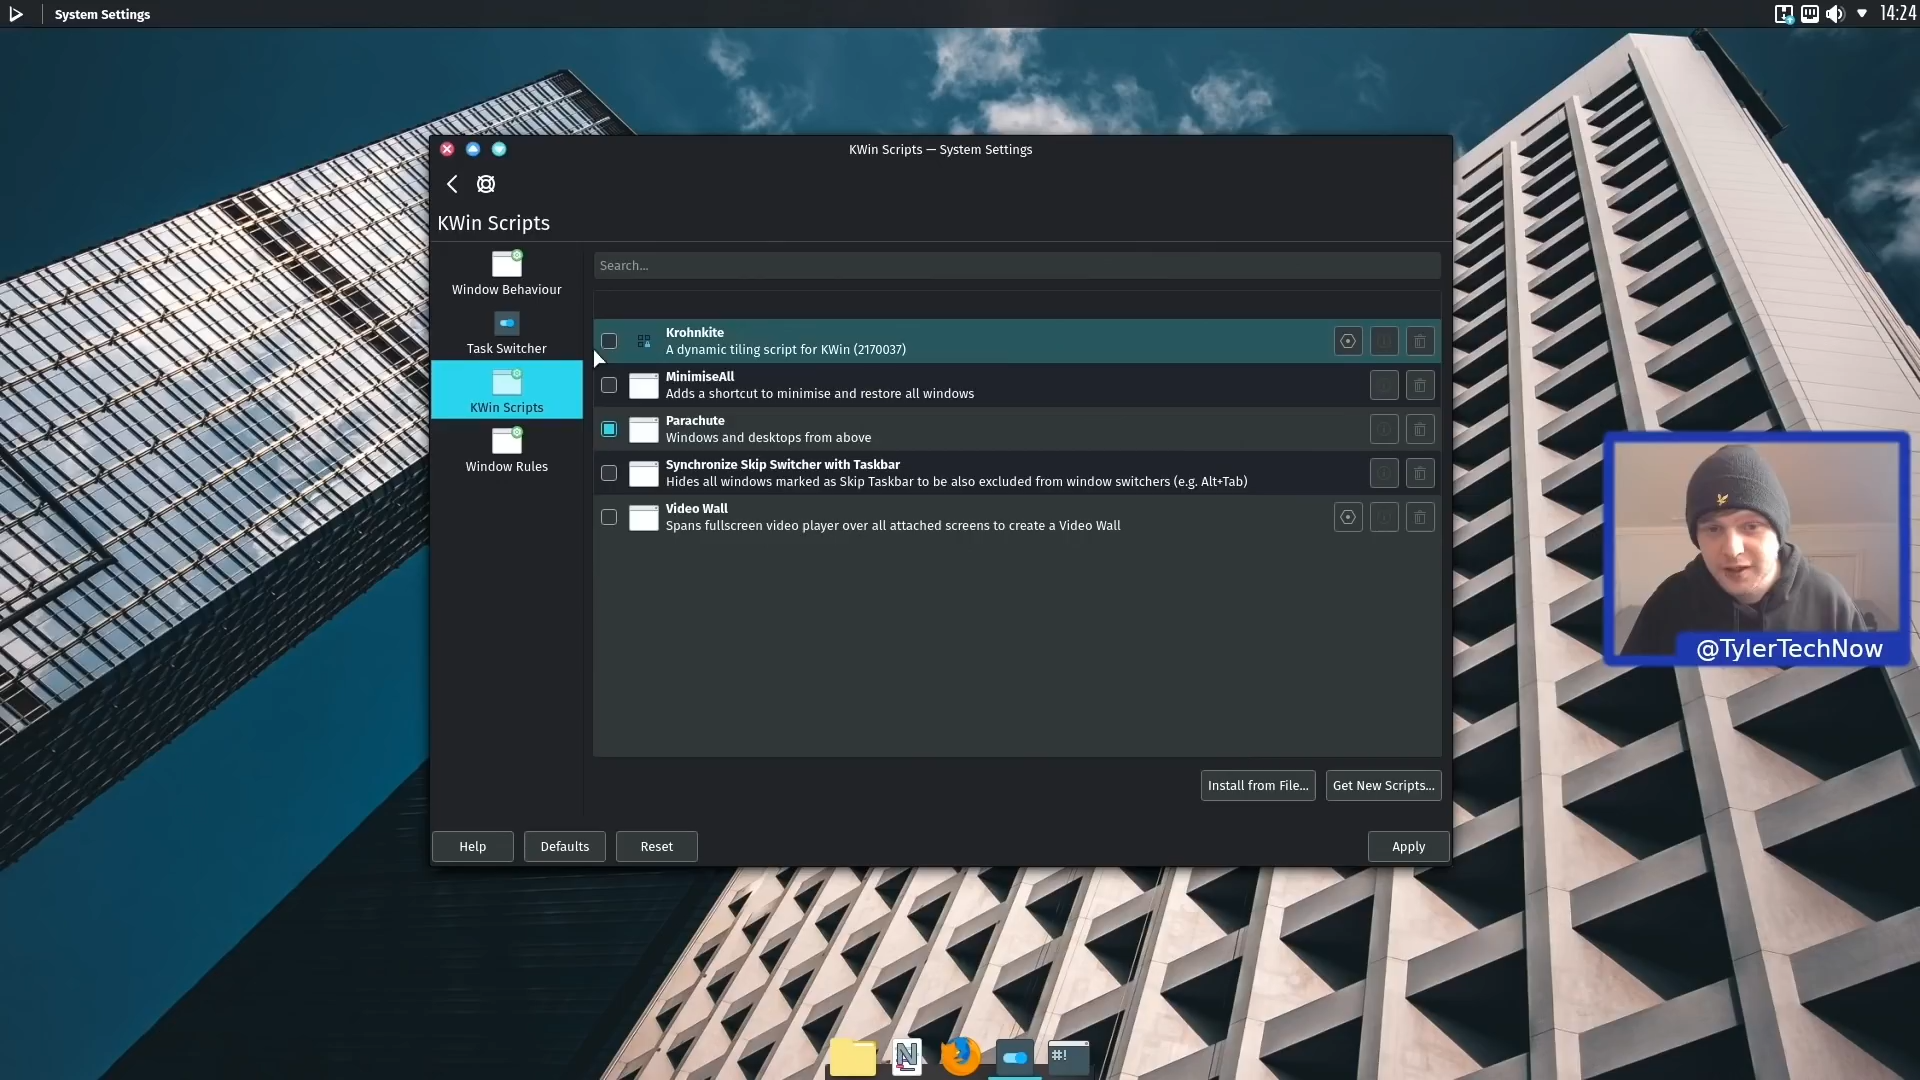 System Settings
14:24
KWin Scripts — System Settings
KWin Scripts
Window Behaviour
Task Switcher
KWin Scripts
Window Rules
Search...
Krohnkite
A dynamic tiling script for KWin (2170037)
MinimiseAll
Adds a shortcut to minimise and restore all windows
Parachute
Windows and desktops from above
Synchronize Skip Switcher with Taskbar
Hides all windows marked as Skip Taskbar to be also excluded from window switchers (e.g. Alt+Tab)
Video Wall
Spans fullscreen video player over all attached screens to create a Video Wall
Install from File...
Get New Scripts...
Help
Defaults
Reset
Apply
@TylerTechNow
N
#!